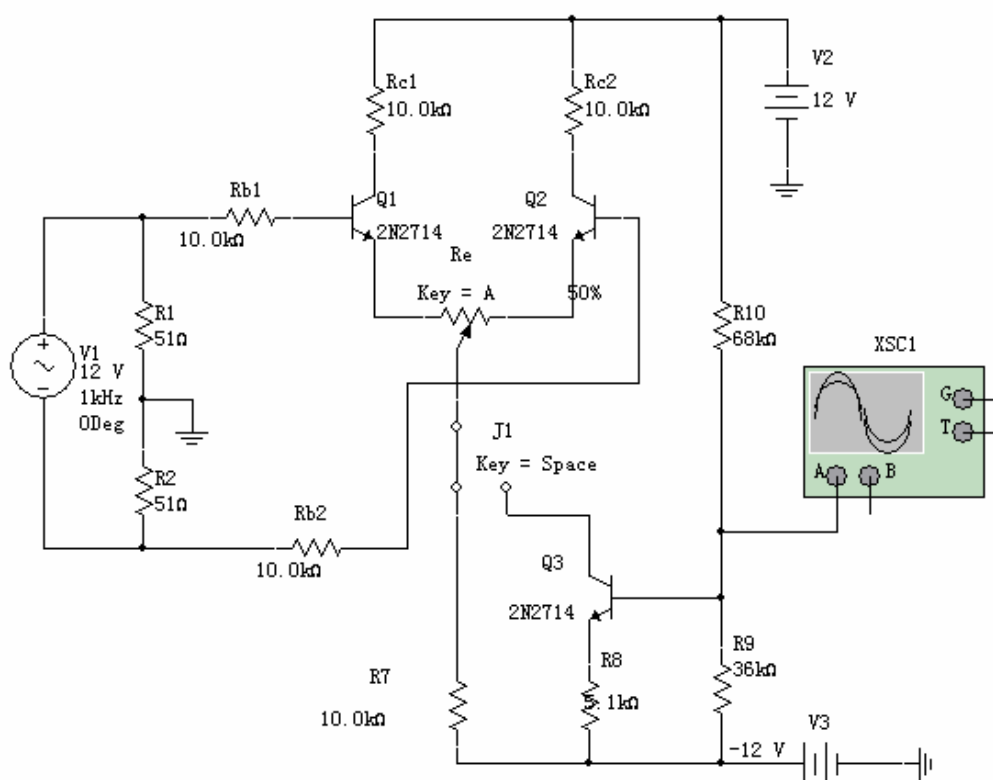 V2
12 V
Rc1
10.0kΩ
Rc2
10.0kΩ
Rb1
10.0kΩ
Q1
2N2714
Q2
2N2714
Re
Key = A
50%
R1
51Ω
V1
12 V
1kHz
0Deg
R2
51Ω
Rb2
10.0kΩ
J1
Key = Space
R10
68kΩ
XSC1
G
T
A
B
Q3
2N2714
R9
36kΩ
R8
5.1kΩ
R7
10.0kΩ
V3
-12 V